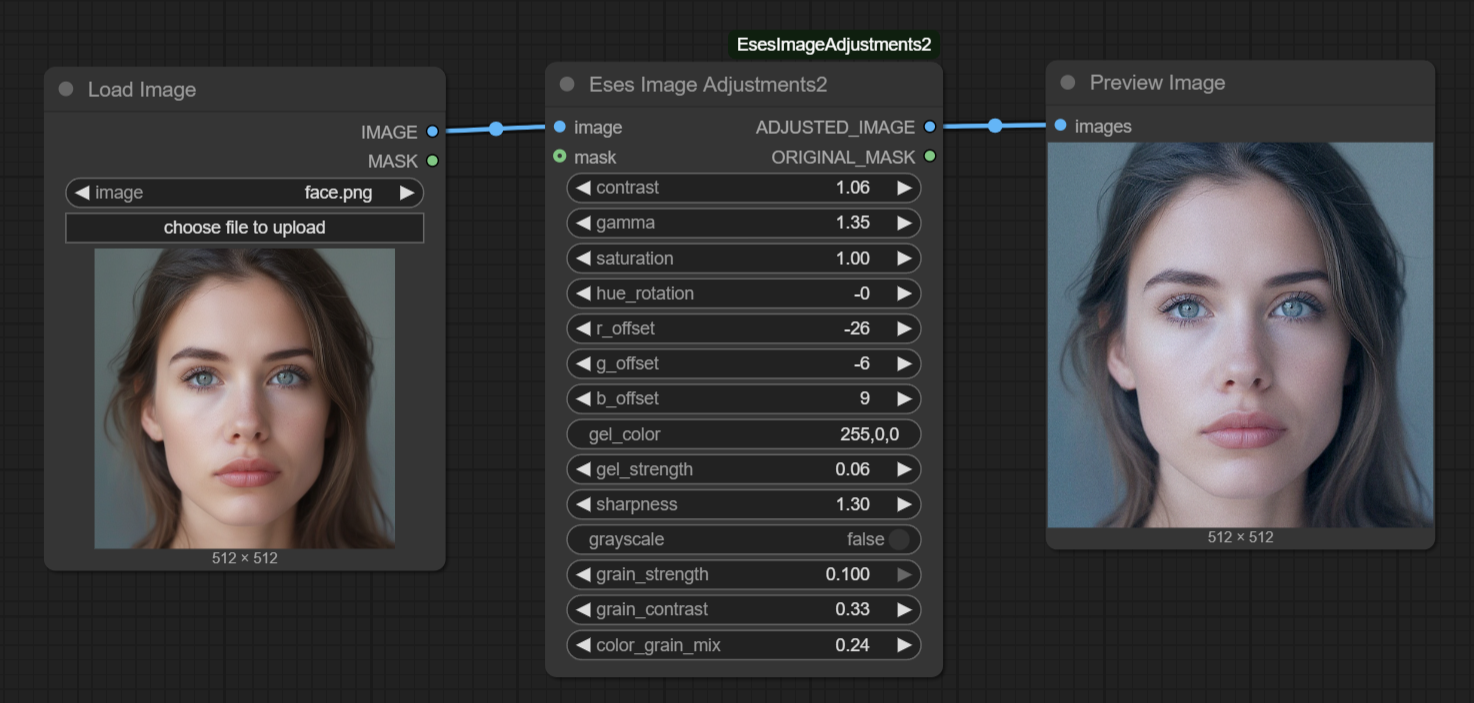 EsesImageAdjustments2
Load Image
IMAGE
MASK
image face.png
choose file to upload
512 × 512
Eses Image Adjustments2
image ADJUSTED_IMAGE
mask ORIGINAL_MASK
contrast 1.06
gamma 1.35
saturation 1.00
hue_rotation -0
r_offset -26
g_offset -6
b_offset 9
gel_color 255,0,0
gel_strength 0.06
sharpness 1.30
grayscale false
grain_strength 0.100
grain_contrast 0.33
color_grain_mix 0.24
Preview Image
images
512 × 512